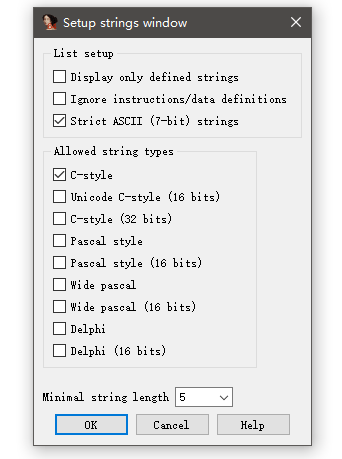 Setup strings window
List setup
Display only defined strings
Ignore instructions/data definitions
Strict ASCII (7-bit) strings
Allowed string types
C-style
Unicode C-style (16 bits)
C-style (32 bits)
Pascal style
Pascal style (16 bits)
Wide pascal
Wide pascal (16 bits)
Delphi
Delphi (16 bits)
Minimal string length 5
OK Cancel Help